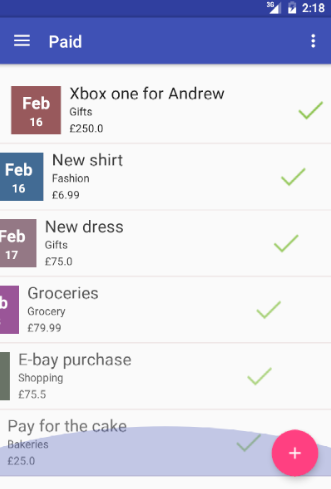 3G 2:18
Paid
Feb
16
Xbox one for Andrew
Gifts
£250.0
Feb
16
New shirt
Fashion
£6.99
Feb
17
New dress
Gifts
£75.0
b
Groceries
Grocery
£79.99
E-bay purchase
Shopping
£75.5
Pay for the cake
Bakeries
£25.0